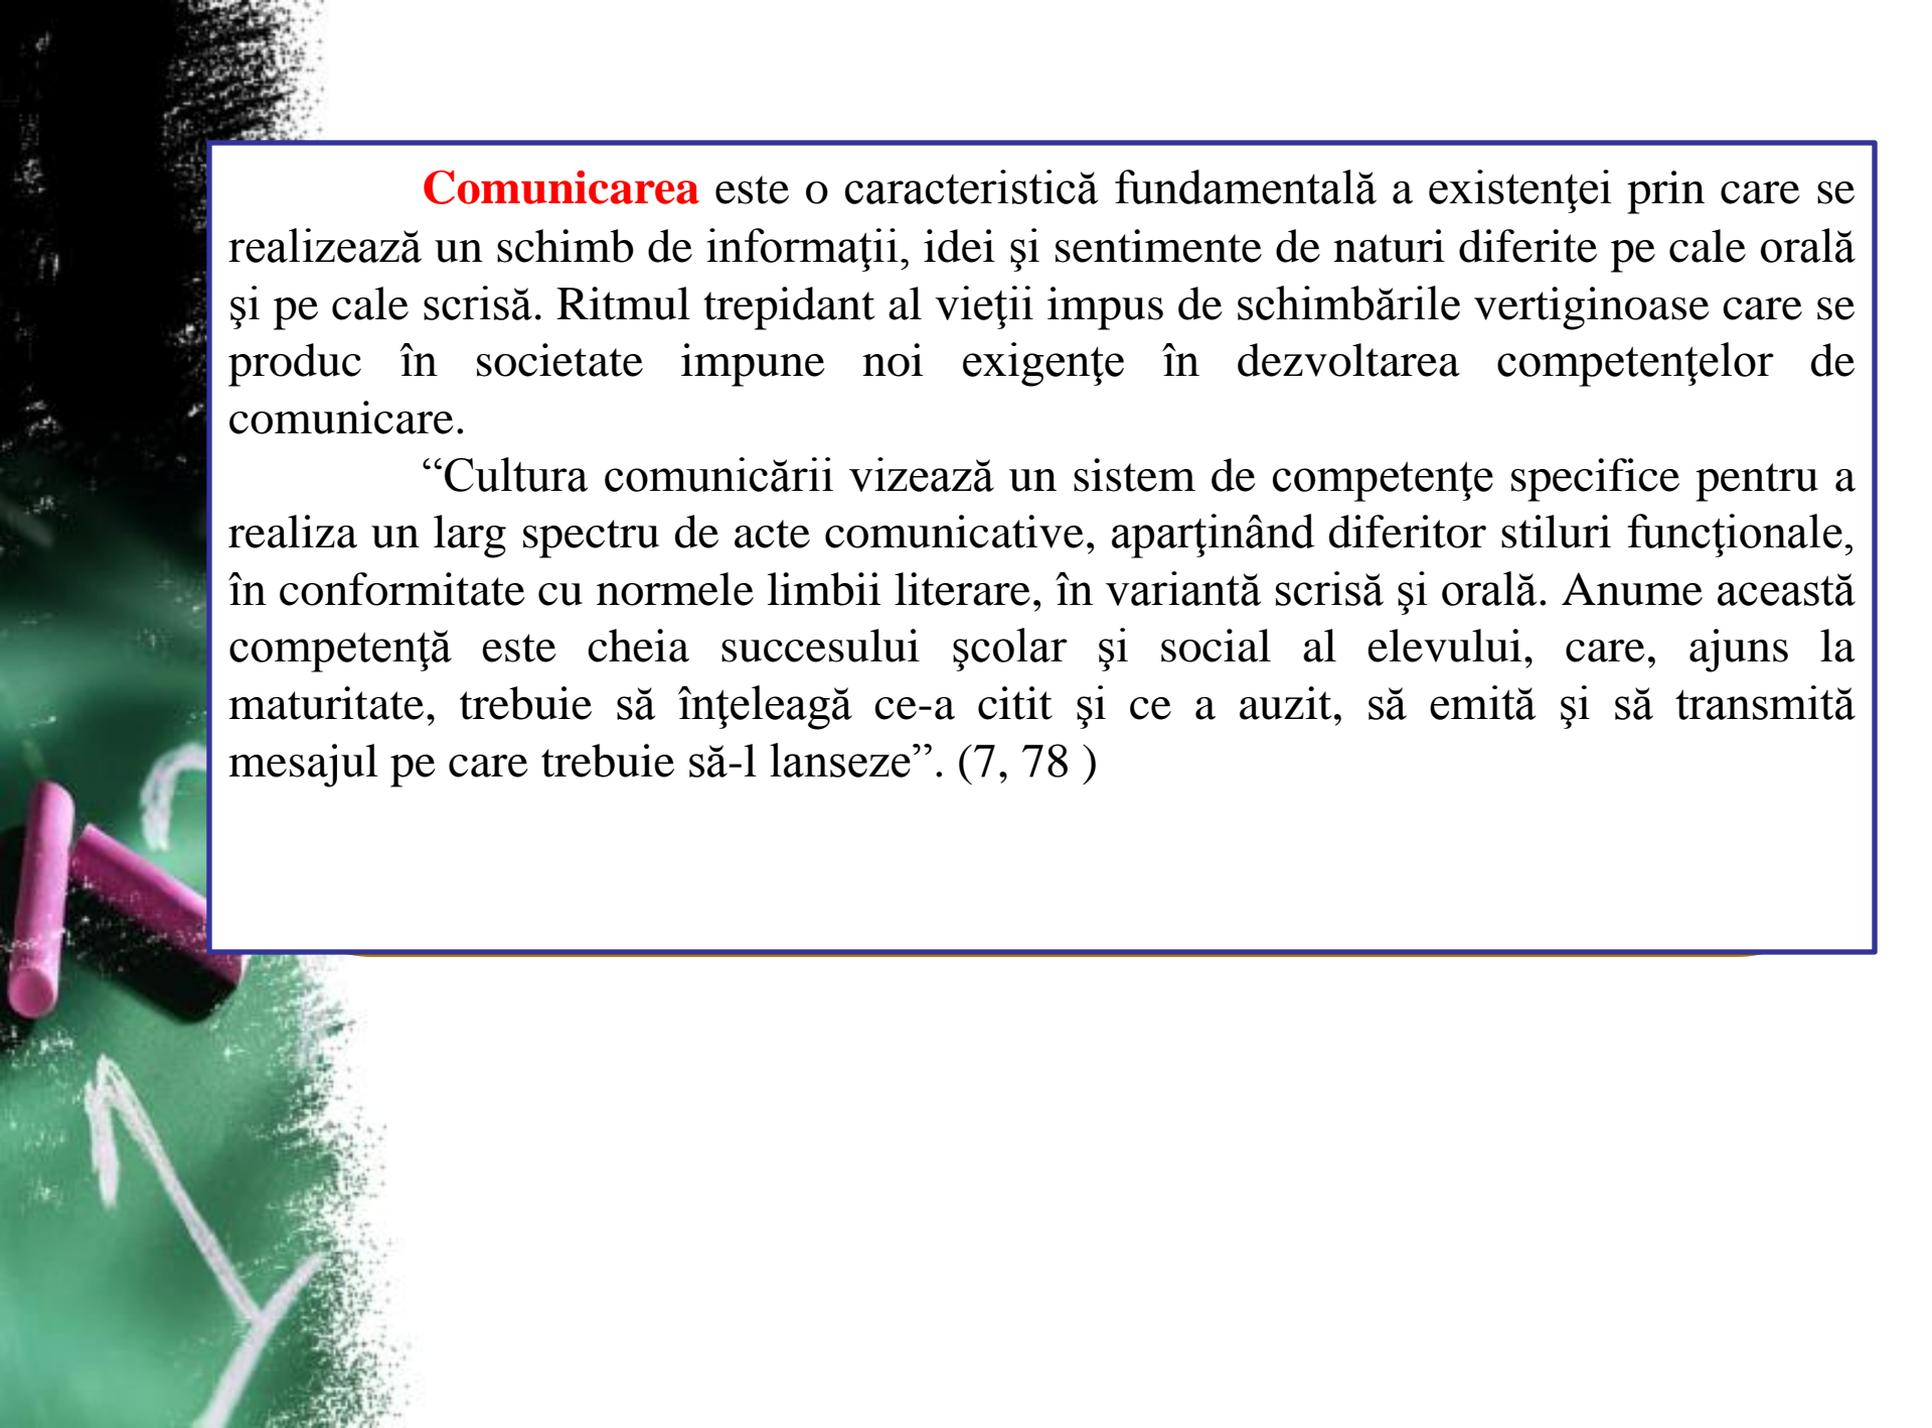 Comunicarea este o caracteristică fundamentală a existenţei prin care se
realizează un schimb de informaţii, idei şi sentimente de naturi diferite pe cale orală
şi pe cale scrisă. Ritmul trepidant al vieţii impus de schimbările vertiginoase care se
produc în societate impune noi exigenţe în dezvoltarea competenţelor de
comunicare.
“Cultura comunicării vizează un sistem de competenţe specifice pentru a
realiza un larg spectru de acte comunicative, aparţinând diferitor stiluri funcţionale,
în conformitate cu normele limbii literare, în variantă scrisă şi orală. Anume această
competenţă este cheia succesului şcolar şi social al elevului, care, ajuns la
maturitate, trebuie să înţeleagă ce-a citit şi ce a auzit, să emită şi să transmită
mesajul pe care trebuie să-l lanseze”. (7, 78 )